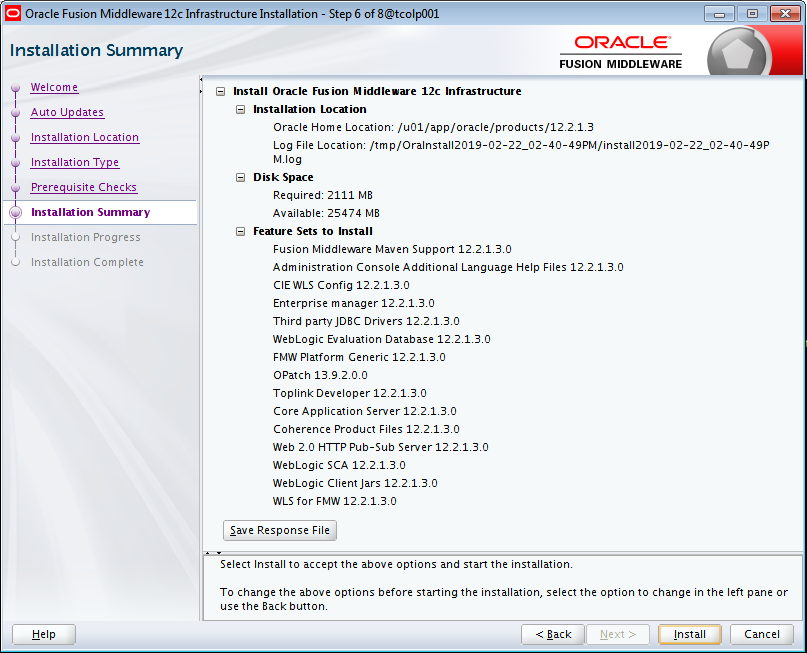 Oracle Fusion Middleware 12c Infrastructure Installation - Step 6 of 8@tcolp001
Installation Summary
ORACLE
FUSION MIDDLEWARE
Welcome
Auto Updates
Installation Location
Installation Type
Prerequisite Checks
Installation Summary
Installation Progress
Installation Complete
Install Oracle Fusion Middleware 12c Infrastructure
Installation Location
Oracle Home Location: /u01/app/oracle/products/12.2.1.3
Log File Location: /tmp/OraInstall2019-02-22_02-40-49PM/install2019-02-22_02-40-49P
M.log
Disk Space
Required: 2111 MB
Available: 25474 MB
Feature Sets to Install
Fusion Middleware Maven Support 12.2.1.3.0
Administration Console Additional Language Help Files 12.2.1.3.0
CIE WLS Config 12.2.1.3.0
Enterprise manager 12.2.1.3.0
Third party JDBC Drivers 12.2.1.3.0
WebLogic Evaluation Database 12.2.1.3.0
FMW Platform Generic 12.2.1.3.0
OPatch 13.9.2.0.0
Toplink Developer 12.2.1.3.0
Core Application Server 12.2.1.3.0
Coherence Product Files 12.2.1.3.0
Web 2.0 HTTP Pub-Sub Server 12.2.1.3.0
WebLogic SCA 12.2.1.3.0
WebLogic Client Jars 12.2.1.3.0
WLS for FMW 12.2.1.3.0
Save Response File
Select Install to accept the above options and start the installation.
To change the above options before starting the installation, select the option to change in the left pane or
use the Back button.
Help
< Back
Next >
Install
Cancel